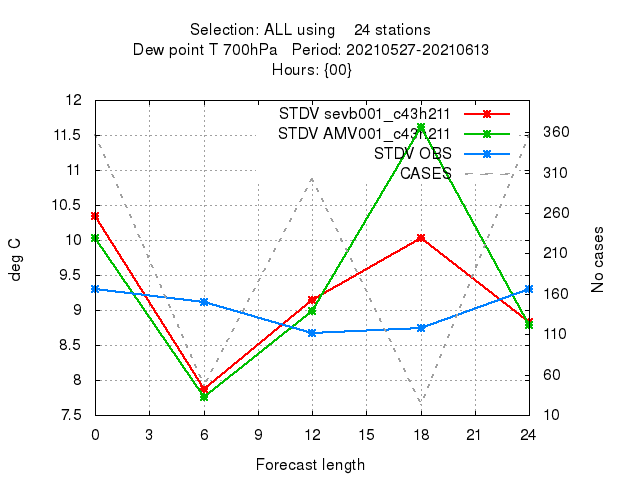 Selection: ALL using    24 stations
Dew point T 700hPa   Period: 20210527-20210613
Hours: {00}
STDV sevb001_c43h211
STDV AMV001_c43h211
STDV OBS
CASES
12
11.5
11
10.5
10
9.5
9
8.5
8
7.5
deg C
360
310
260
210
160
110
60
10
No cases
0 3 6 9 12 15 18 21 24
Forecast length